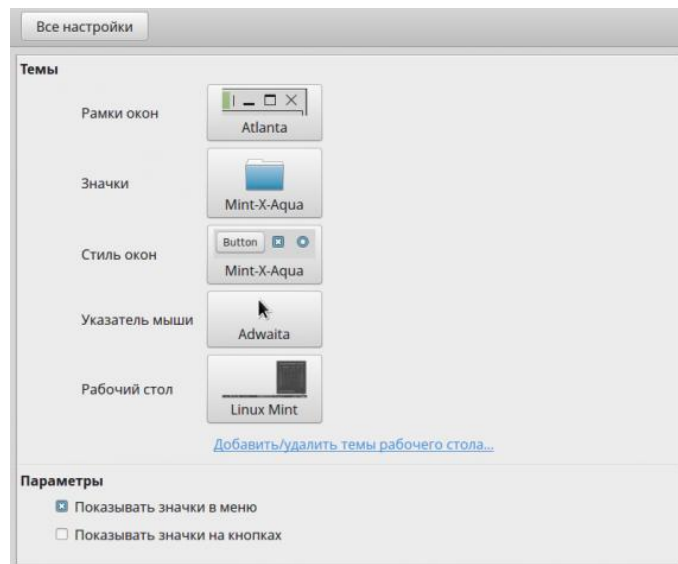 Все настройки
Темы
Рамки окон
Atlanta
Значки
Mint-X-Aqua
Стиль окон
Button
Mint-X-Aqua
Указатель мыши
Adwaita
Рабочий стол
Linux Mint
Добавить/удалить темы рабочего стола...
Параметры
Показывать значки в меню
Показывать значки на кнопках